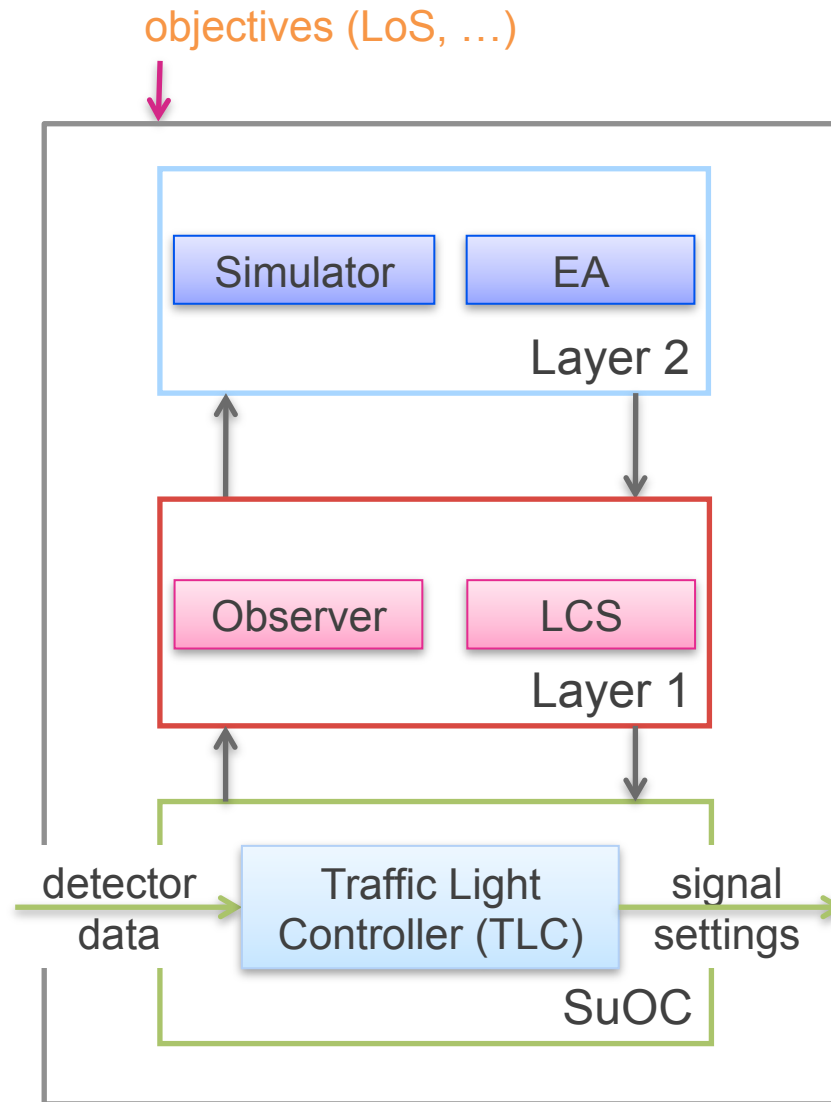 objectives (LoS, …)
Simulator
EA
Layer 2
Observer
LCS
Layer 1
detector
data
Traffic Light
Controller (TLC)
signal
settings
SuOC